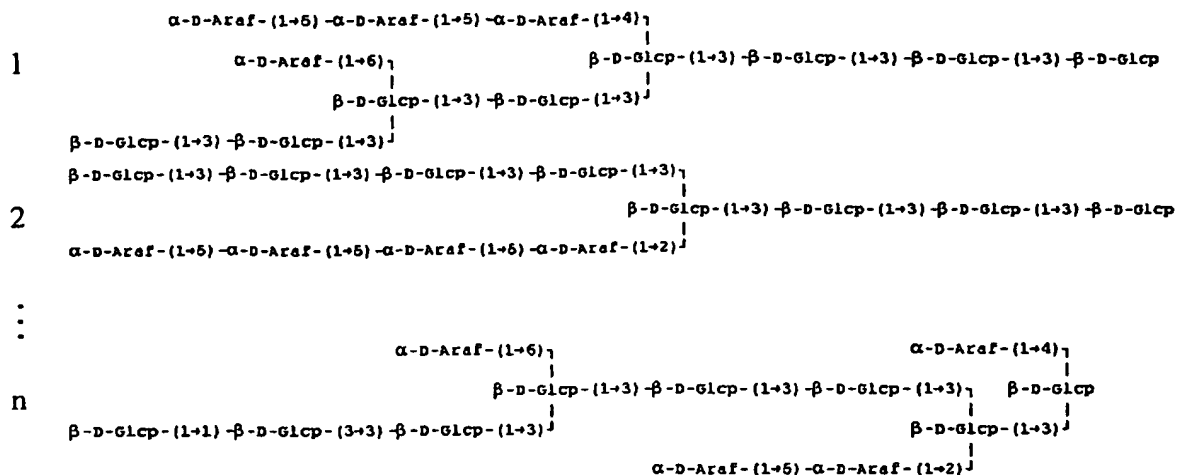 α-D-Araf-(1→5)-α-D-Araf-(1→5)-α-D-Araf-(1→4)
1
α-D-Araf-(1→6) β-D-Glcp-(1→3)-β-D-Glcp-(1→3)-β-D-Glcp-(1→3)-β-D-Glcp
β-D-Glcp-(1→3)-β-D-Glcp-(1→3)
β-D-Glcp-(1→3)-β-D-Glcp-(1→3)
β-D-Glcp-(1→3)-β-D-Glcp-(1→3)-β-D-Glcp-(1→3)-β-D-Glcp-(1→3)
2
β-D-Glcp-(1→3)-β-D-Glcp-(1→3)-β-D-Glcp-(1→3)-β-D-Glcp
α-D-Araf-(1→5)-α-D-Araf-(1→5)-α-D-Araf-(1→5)-α-D-Araf-(1→2)
⋮
α-D-Araf-(1→6) α-D-Araf-(1→4)
n
β-D-Glcp-(1→3)-β-D-Glcp-(1→3)-β-D-Glcp-(1→3) β-D-Glcp
β-D-Glcp-(1→1)-β-D-Glcp-(3→3)-β-D-Glcp-(1→3) β-D-Glcp-(1→3)
α-D-Araf-(1→5)-α-D-Araf-(1→2)